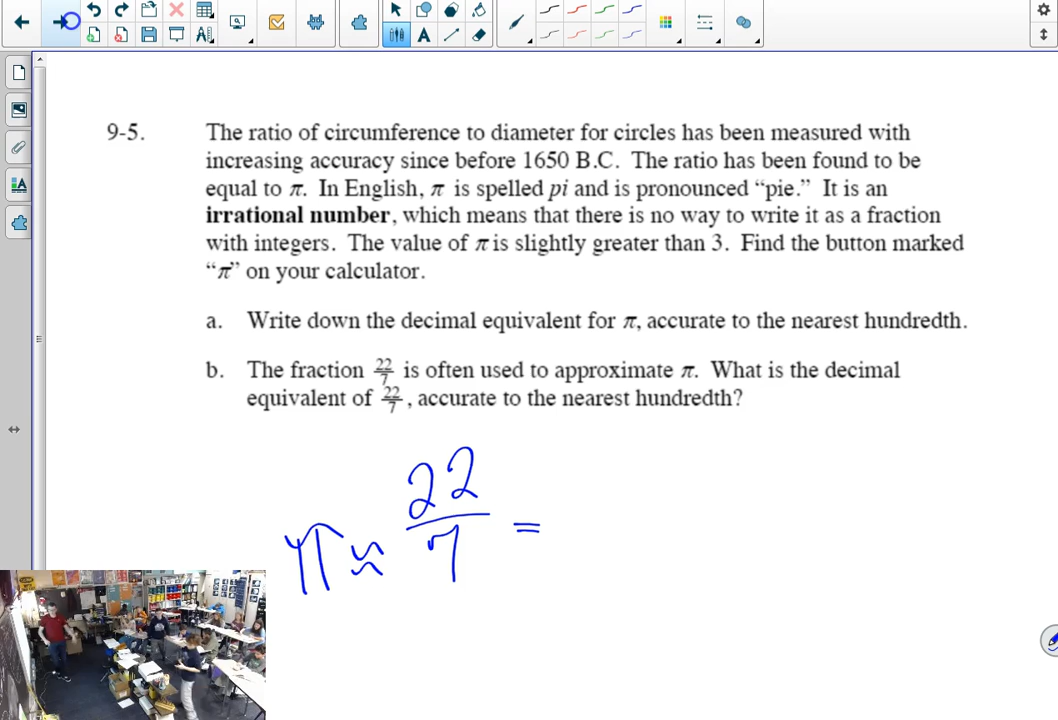 9-5. The ratio of circumference to diameter for circles has been measured with
increasing accuracy since before 1650 B.C. The ratio has been found to be
equal to π. In English, π is spelled pi and is pronounced “pie.” It is an
irrational number, which means that there is no way to write it as a fraction
with integers. The value of π is slightly greater than 3. Find the button marked
“π” on your calculator.
a. Write down the decimal equivalent for π, accurate to the nearest hundredth.
b. The fraction 22/7 is often used to approximate π. What is the decimal
equivalent of 22/7, accurate to the nearest hundredth?
π ≈ 22/7 =